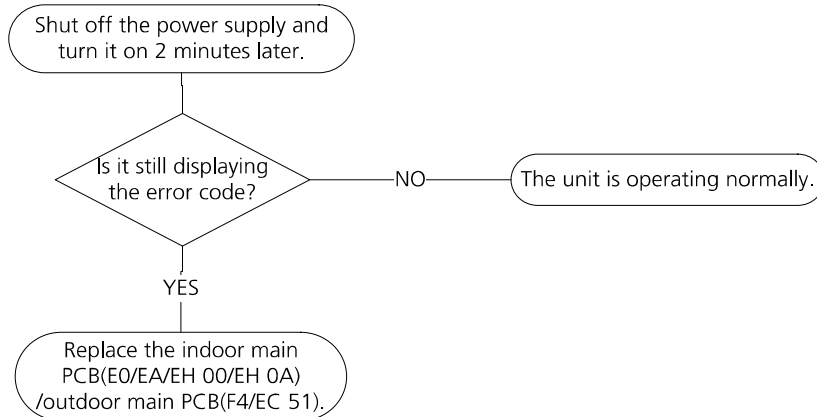 Shut off the power supply and
turn it on 2 minutes later.
Is it still displaying
the error code?
NO
The unit is operating normally.
YES
Replace the indoor main
PCB(E0/EA/EH 00/EH 0A)
/outdoor main PCB(F4/EC 51).